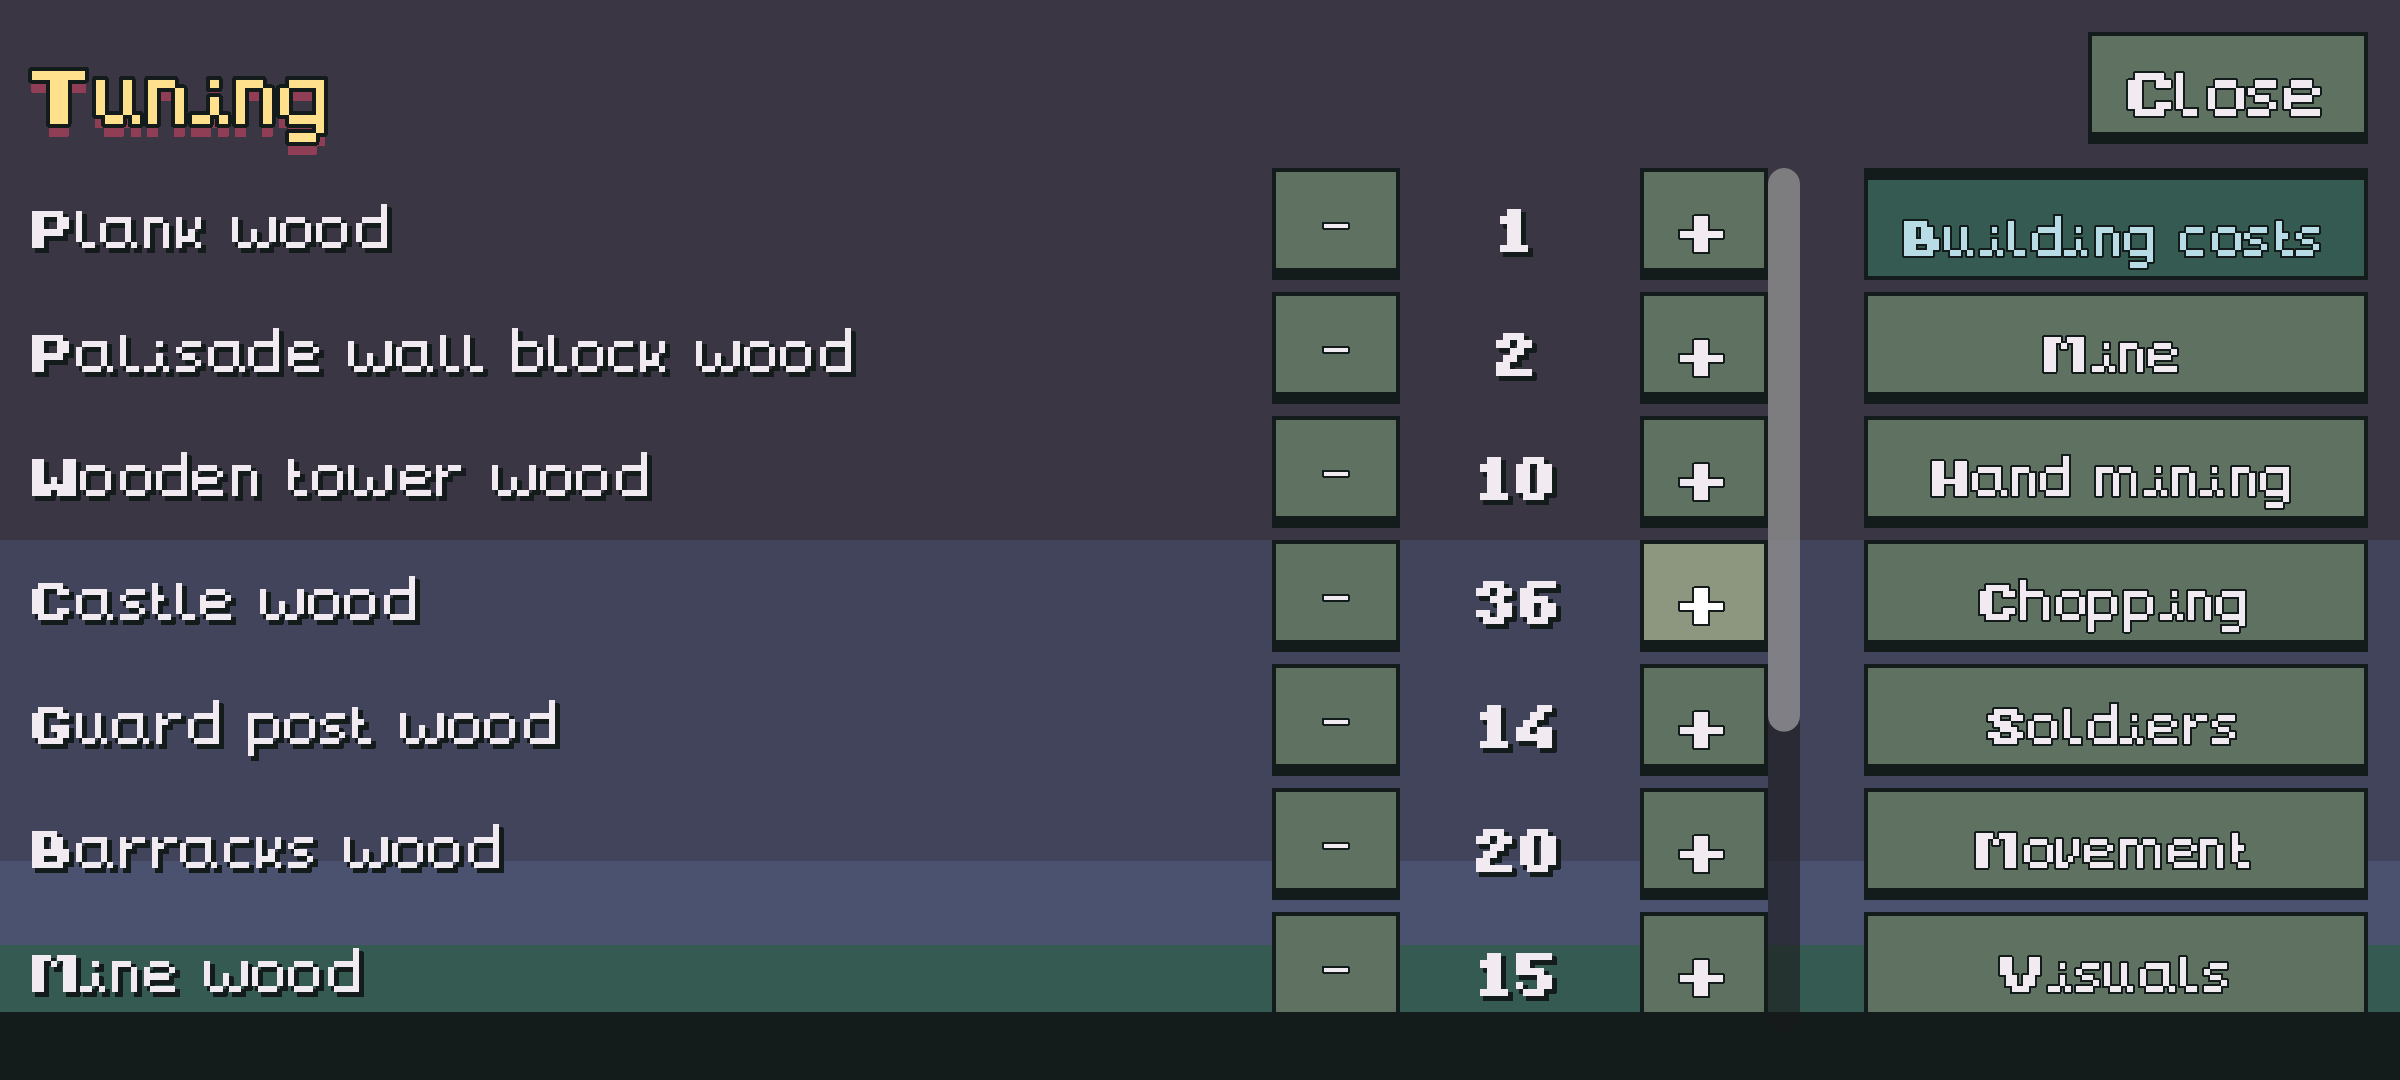 Tuning
Close
Plank wood - 1 +
Palisade wall block wood - 2 +
Wooden tower wood - 10 +
Castle wood - 36 +
Guard post wood - 14 +
Barracks wood - 20 +
Mine wood - 15 +
Building costs
Mine
Hand mining
Chopping
Soldiers
Movement
Visuals